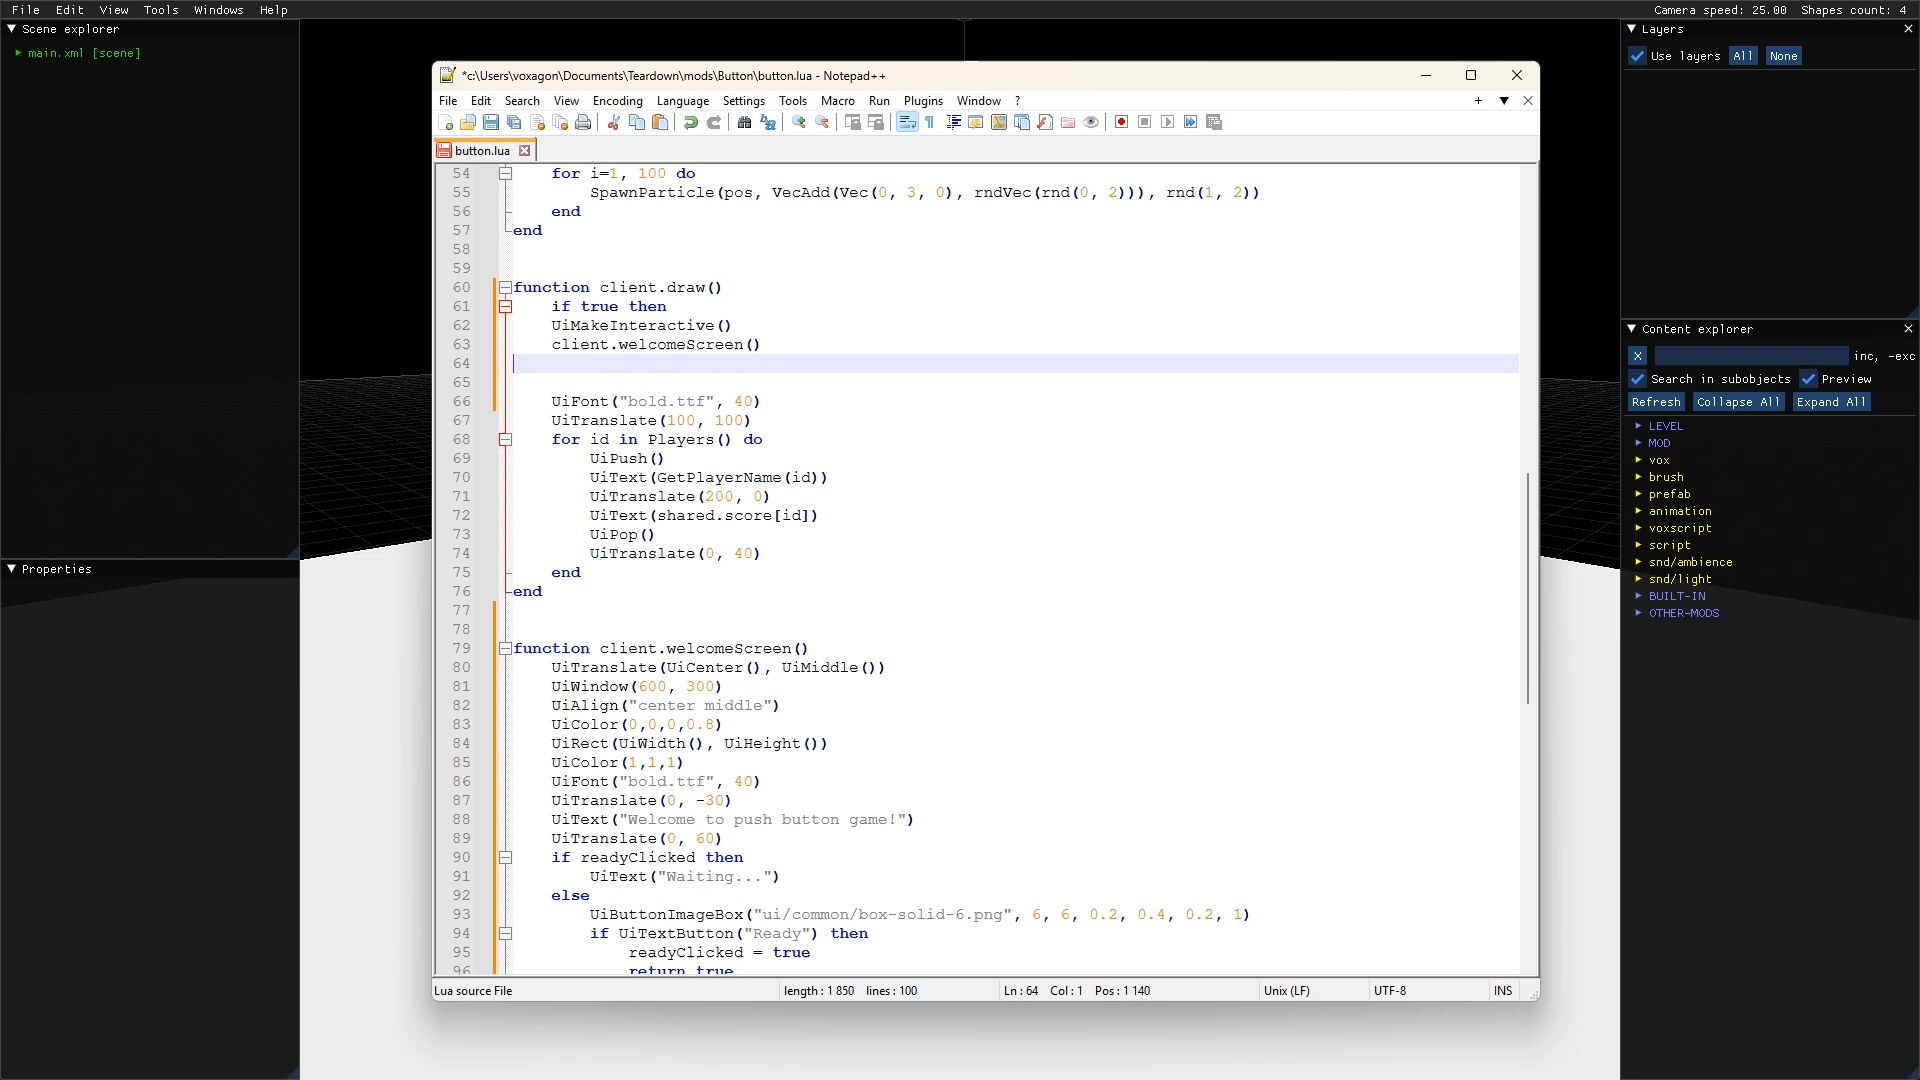 File Edit View Tools Windows Help
Camera speed: 25.00 Shapes count: 4
Scene explorer
main.xml [scene]
Properties
*c:\Users\voxagon\Documents\Teardown\mods\Button\button.lua - Notepad++
File Edit Search View Encoding Language Settings Tools Macro Run Plugins Window ?
button.lua
54 for i=1, 100 do
55 SpawnParticle(pos, VecAdd(Vec(0, 3, 0), rndVec(rnd(0, 2))), rnd(1, 2))
56 end
57 end
58
59
60 function client.draw()
61 if true then
62 UiMakeInteractive()
63 client.welcomeScreen()
64
65
66 UiFont("bold.ttf", 40)
67 UiTranslate(100, 100)
68 for id in Players() do
69 UiPush()
70 UiText(GetPlayerName(id))
71 UiTranslate(200, 0)
72 UiText(shared.score[id])
73 UiPop()
74 UiTranslate(0, 40)
75 end
76 end
77
78
79 function client.welcomeScreen()
80 UiTranslate(UiCenter(), UiMiddle())
81 UiWindow(600, 300)
82 UiAlign("center middle")
83 UiColor(0,0,0,0.8)
84 UiRect(UiWidth(), UiHeight())
85 UiColor(1,1,1)
86 UiFont("bold.ttf", 40)
87 UiTranslate(0, -30)
88 UiText("Welcome to push button game!")
89 UiTranslate(0, 60)
90 if readyClicked then
91 UiText("Waiting...")
92 else
93 UiButtonImageBox("ui/common/box-solid-6.png", 6, 6, 0.2, 0.4, 0.2, 1)
94 if UiTextButton("Ready") then
95 readyClicked = true
96 return true
Lua source File length : 1 850 lines : 100 Ln : 64 Col : 1 Pos : 1 140 Unix (LF) UTF-8 INS
Layers
Use layers All None
Content explorer
X inc, -exc
Search in subobjects Preview
Refresh Collapse All Expand All
LEVEL
MOD
vox
brush
prefab
animation
voxscript
script
snd/ambience
snd/light
BUILT-IN
OTHER-MODS